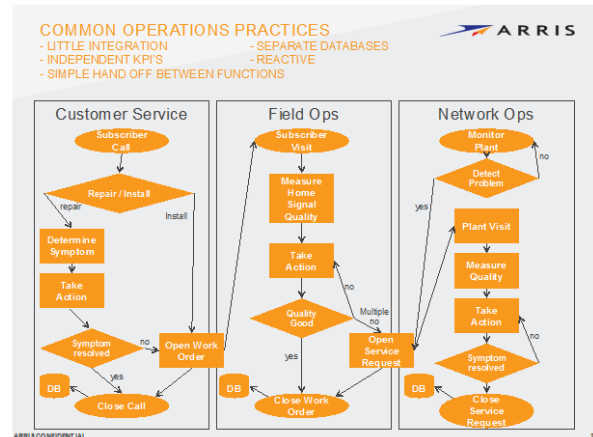 COMMON OPERATIONS PRACTICES
- LITTLE INTEGRATION
- SEPARATE DATABASES
- INDEPENDENT KPI'S
- REACTIVE
- SIMPLE HAND OFF BETWEEN FUNCTIONS
ARRIS
Customer Service
Subscriber
Call
Repair / Install
repair
Install
Determine
Symptom
Take
Action
Symptom
resolved
no
Open Work
Order
yes
DB
Close Call
Field Ops
Subscriber
Visit
Measure
Home
Signal
Quality
Take
Action
no
Quality
Good
Multiple
no
Open
Service
Request
yes
DB
Close Work
Order
Network Ops
Monitor
Plant
no
Detect
Problem
yes
Plant Visit
Measure
Quality
Take
Action
no
Symptom
resolved
DB
Close
Service
Request